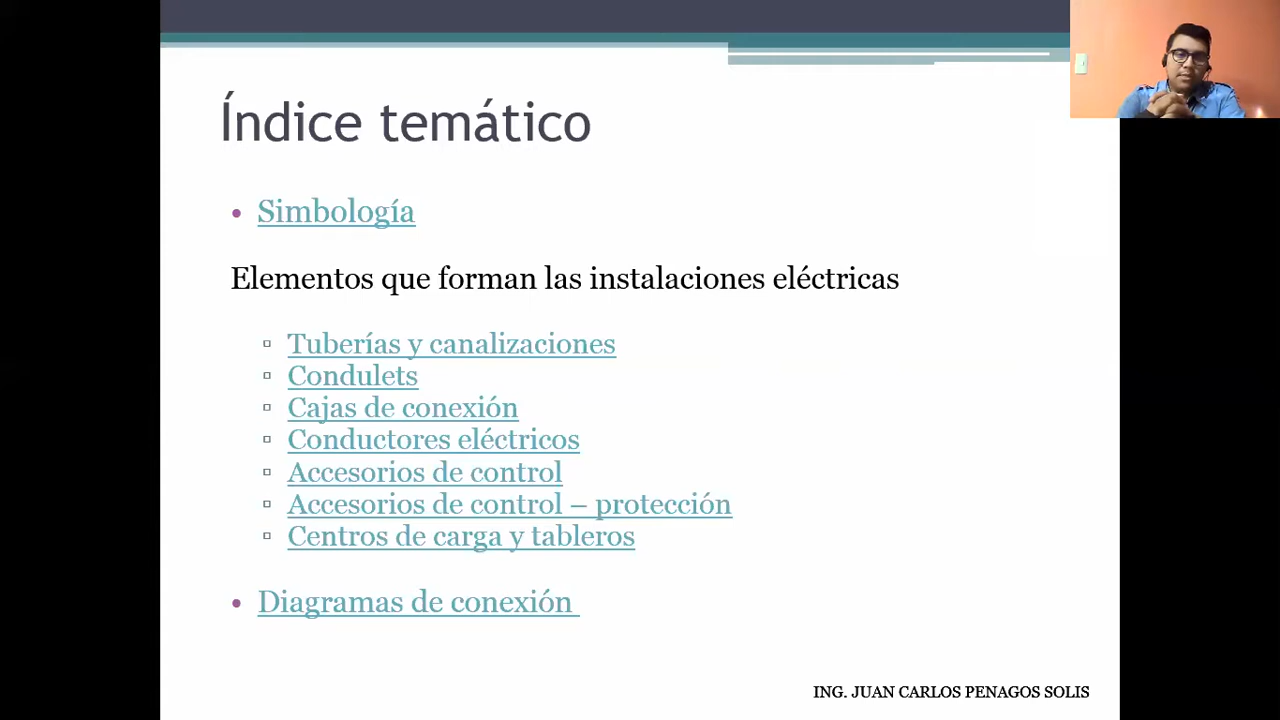 Índice temático
• Simbología
Elementos que forman las instalaciones eléctricas
▫ Tuberías y canalizaciones
▫ Condulets
▫ Cajas de conexión
▫ Conductores eléctricos
▫ Accesorios de control
▫ Accesorios de control – protección
▫ Centros de carga y tableros
• Diagramas de conexión
ING. JUAN CARLOS PENAGOS SOLIS